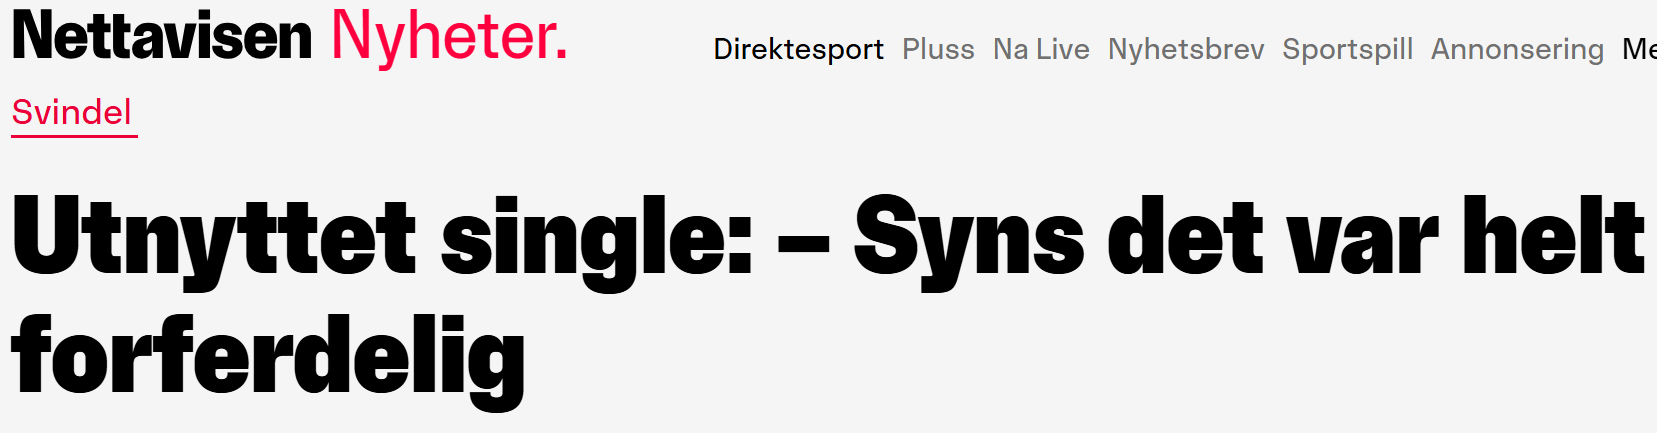 Nettavisen Nyheter.
Direktesport Pluss Na Live Nyhetsbrev Sportspill Annonsering
Svindel
Utnyttet single: – Syns det var helt
forferdelig